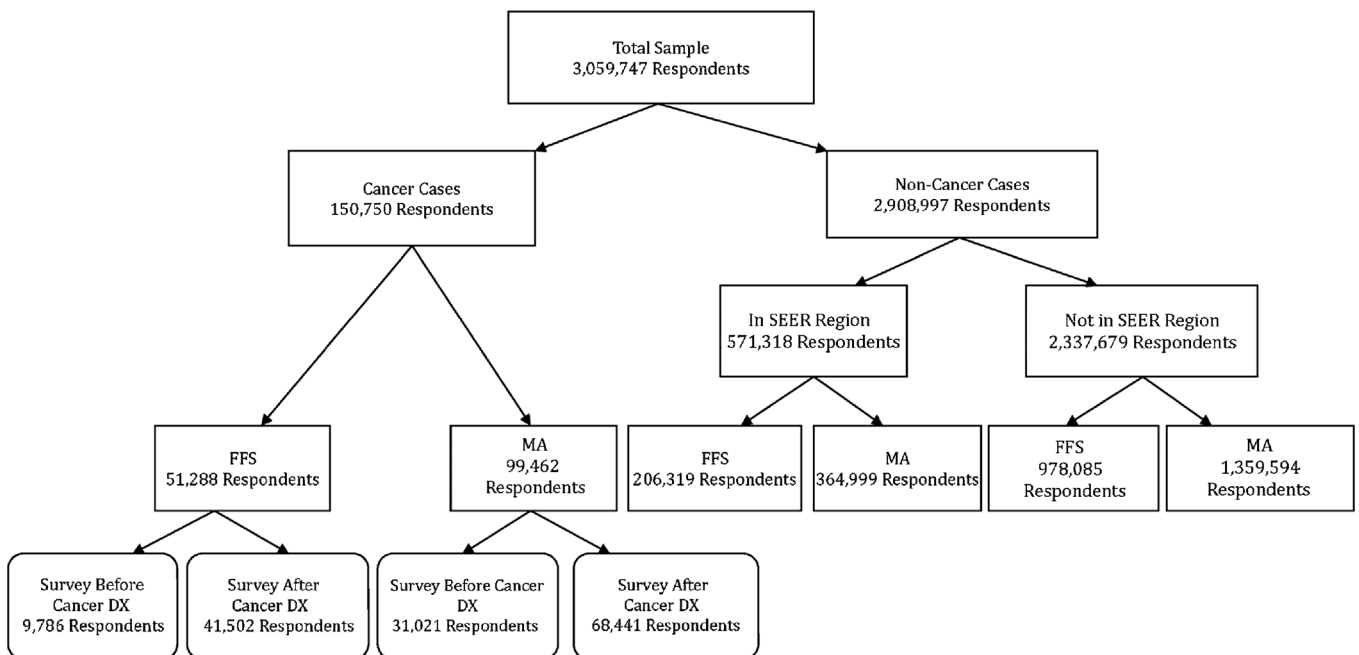 Total Sample
3,059,747 Respondents
Cancer Cases
150,750 Respondents
Non-Cancer Cases
2,908,997 Respondents
In SEER Region
571,318 Respondents
Not in SEER Region
2,337,679 Respondents
FFS
51,288 Respondents
MA
99,462
Respondents
FFS
206,319 Respondents
MA
364,999 Respondents
FFS
978,085
Respondents
MA
1,359,594
Respondents
Survey Before
Cancer DX
9,786 Respondents
Survey After
Cancer DX
41,502 Respondents
Survey Before Cancer
DX
31,021 Respondents
Survey After
Cancer DX
68,441 Respondents